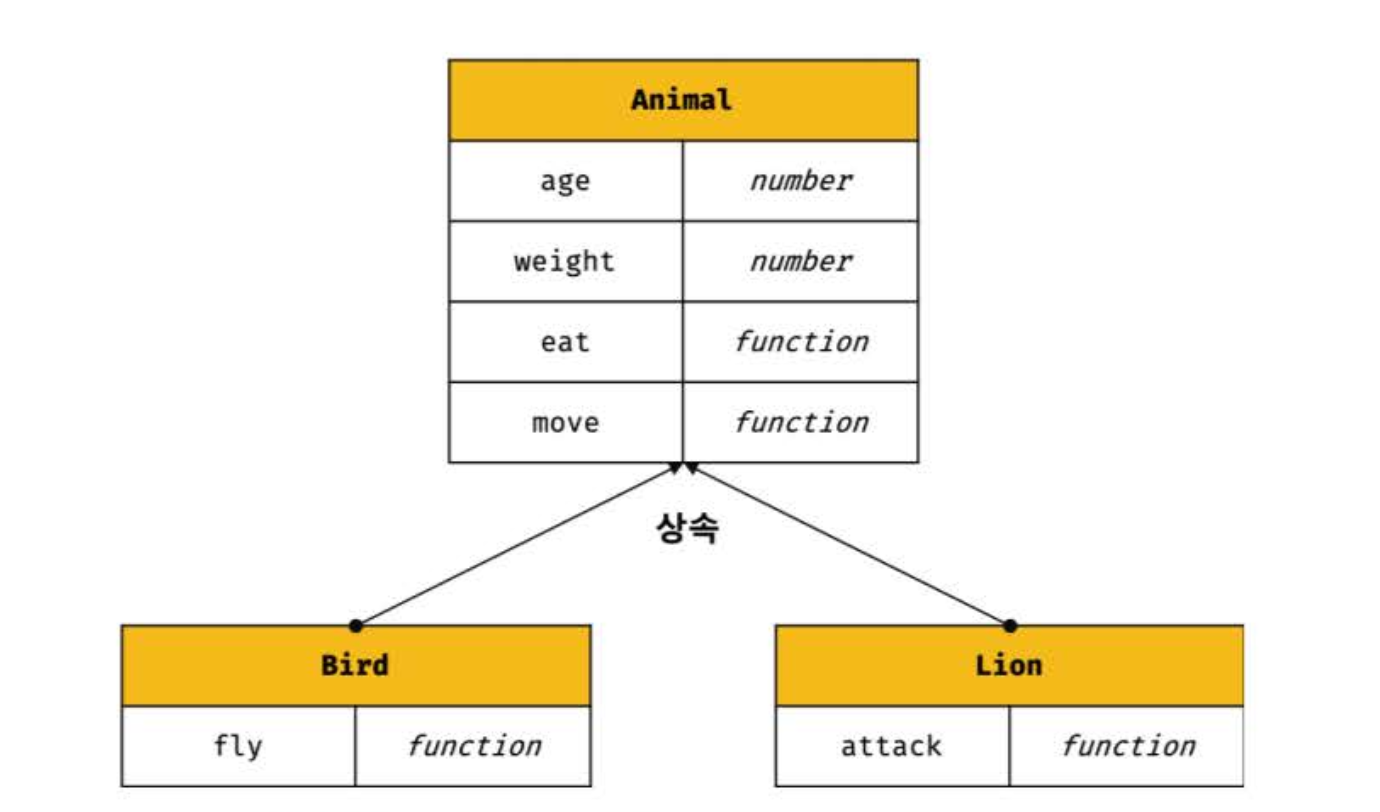 Animal
age number
weight number
eat function
move function
상속
Bird
fly function
Lion
attack function